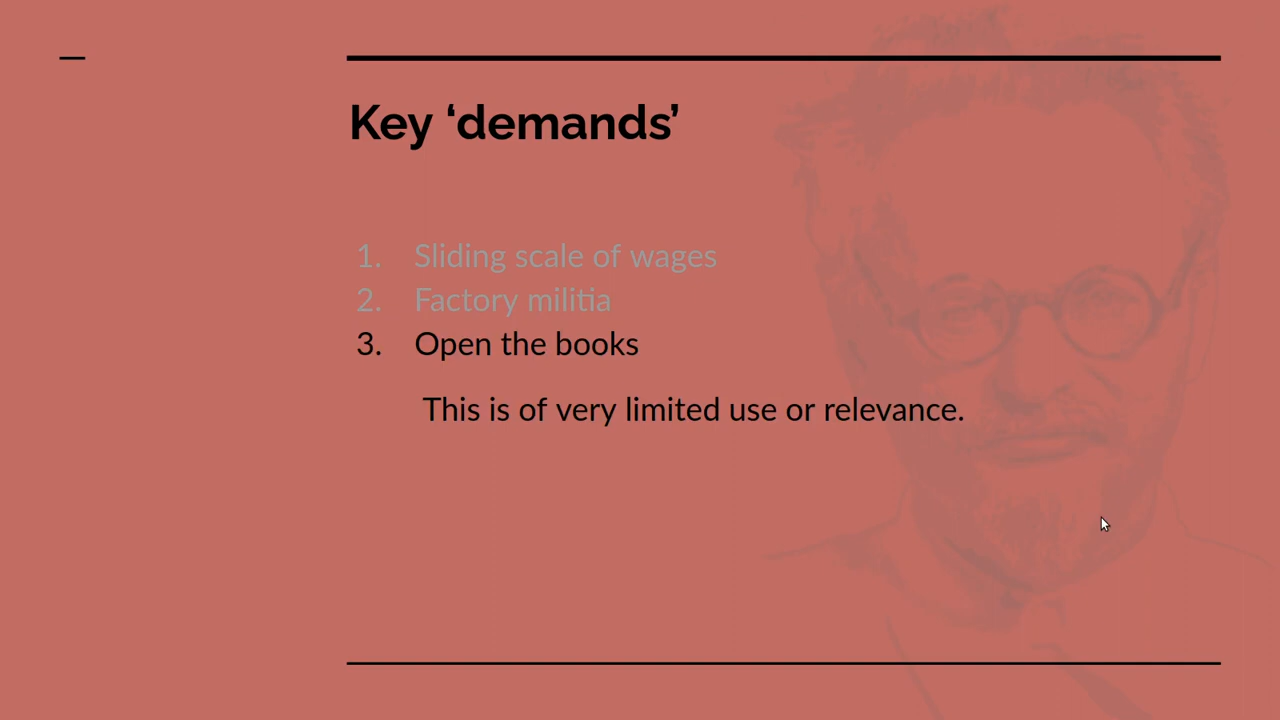 Key ‘demands’
1. Sliding scale of wages
2. Factory militia
3. Open the books
This is of very limited use or relevance.